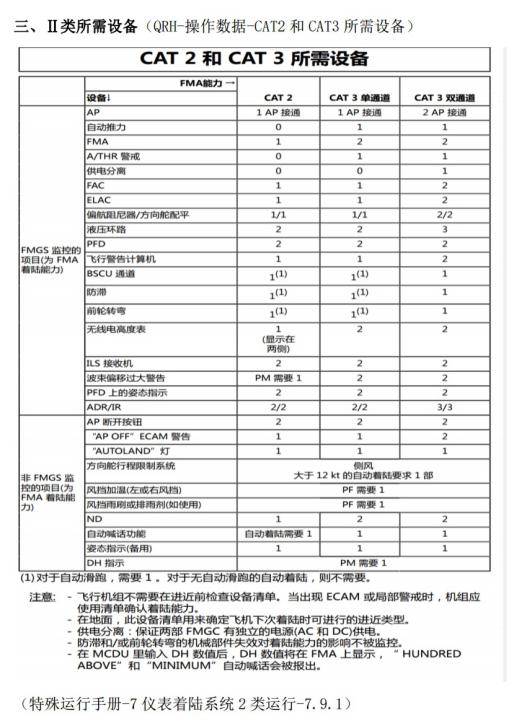 三、Ⅱ类所需设备（QRH-操作数据-CAT2 和 CAT3 所需设备）
CAT 2 和 CAT 3 所需设备
FMA能力 →
设备↓ CAT 2 CAT 3 单通道 CAT 3 双通道
FMGS 监控的项目(为 FMA 着陆能力)
AP 1 AP 接通 1 AP 接通 2 AP 接通
自动推力 0 1 1
FMA 1 2 2
A/THR 警戒 0 1 1
供电分离 0 0 1
FAC 1 1 2
ELAC 1 1 2
偏航阻尼器/方向舵配平 1/1 1/1 2/2
液压环路 2 2 3
PFD 2 2 2
飞行警告计算机 1 1 2
BSCU 通道 1(1) 1(1) 1
防滞 1(1) 1(1) 1
前轮转弯 1(1) 1(1) 1
无线电高度表 1 2 2
(显示在
两侧)
ILS 接收机 2 2 2
波束偏移过大警告 PM 需要 1 2 2
PFD 上的姿态指示 2 2 2
ADR/IR 2/2 2/2 3/3
非 FMGS 监控的项目(为 FMA 着陆能力)
AP 断开按钮 2 2 2
“AP OFF”ECAM 警告 1 1 2
“AUTOLAND”灯 1 1 1
方向舵行程限制系统 侧风
大于 12 kt 的自动着陆要求 1 部
风挡加温(左或右风挡) PF 需要 1
风挡雨刷或排雨剂(如使用) PF 需要 1
ND 1 2 2
自动喊话功能 自动着陆需要 1 1 1
姿态指示(备用) 1 1 1
DH 指示 PM 需要 1
(1)对于自动滑跑，需要 1 。对于无自动滑跑的自动着陆，则不需要。
注意: - 飞行机组不需要在进近前检查设备清单。当出现 ECAM 或局部警戒时，机组应
使用清单确认着陆能力。
- 在地面，此设备清单用来确定飞机下次着陆时可进行的进近类型。
- 供电分离：保证两部 FMGC 有独立的电源(AC 和 DC)供电。
- 防滞和/或前轮转弯的机械部件失效对着陆能力的影响不被监控。
- 在 MCDU 里输入 DH 数值后，DH 数值将在 FMA 上显示，“ HUNDRED
ABOVE”和“MINIMUM”自动喊话会被报出。
（特殊运行手册-7 仪表着陆系统 2 类运行-7.9.1）